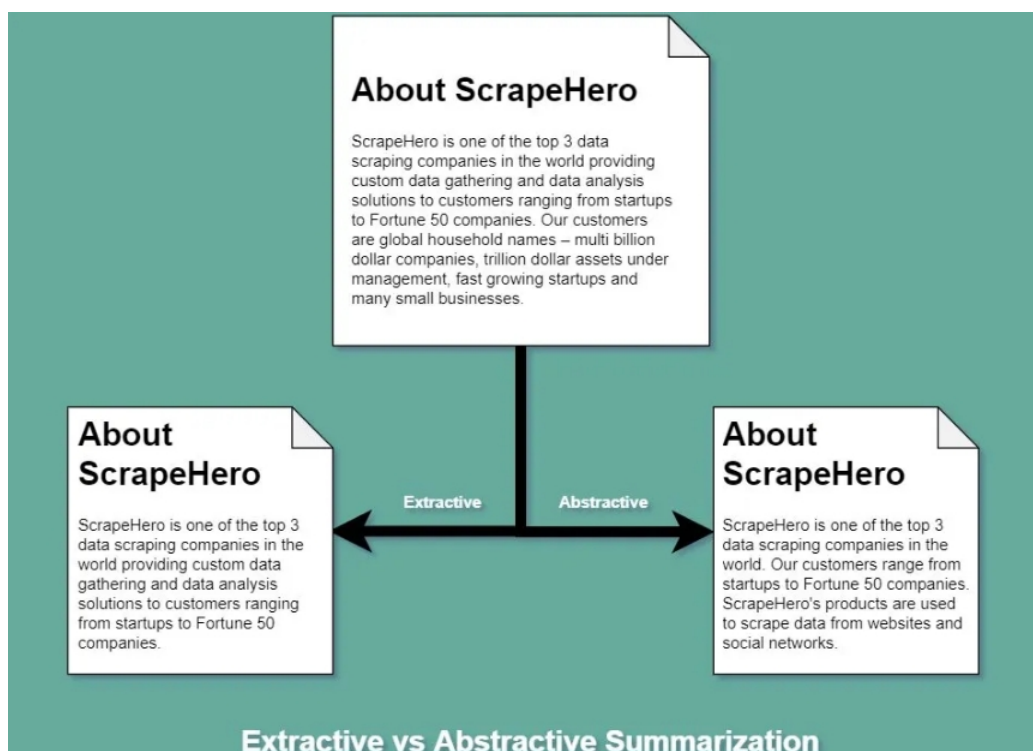 About ScrapeHero
ScrapeHero is one of the top 3 data
scraping companies in the world providing
custom data gathering and data analysis
solutions to customers ranging from startups
to Fortune 50 companies. Our customers
are global household names – multi billion
dollar companies, trillion dollar assets under
management, fast growing startups and
many small businesses.
Extractive
Abstractive
About
ScrapeHero
ScrapeHero is one of the top 3
data scraping companies in the
world providing custom data
gathering and data analysis
solutions to customers ranging
from startups to Fortune 50
companies.
About
ScrapeHero
ScrapeHero is one of the top 3
data scraping companies in the
world. Our customers range from
startups to Fortune 50 companies.
ScrapeHero's products are used
to scrape data from websites and
social networks.
Extractive vs Abstractive Summarization